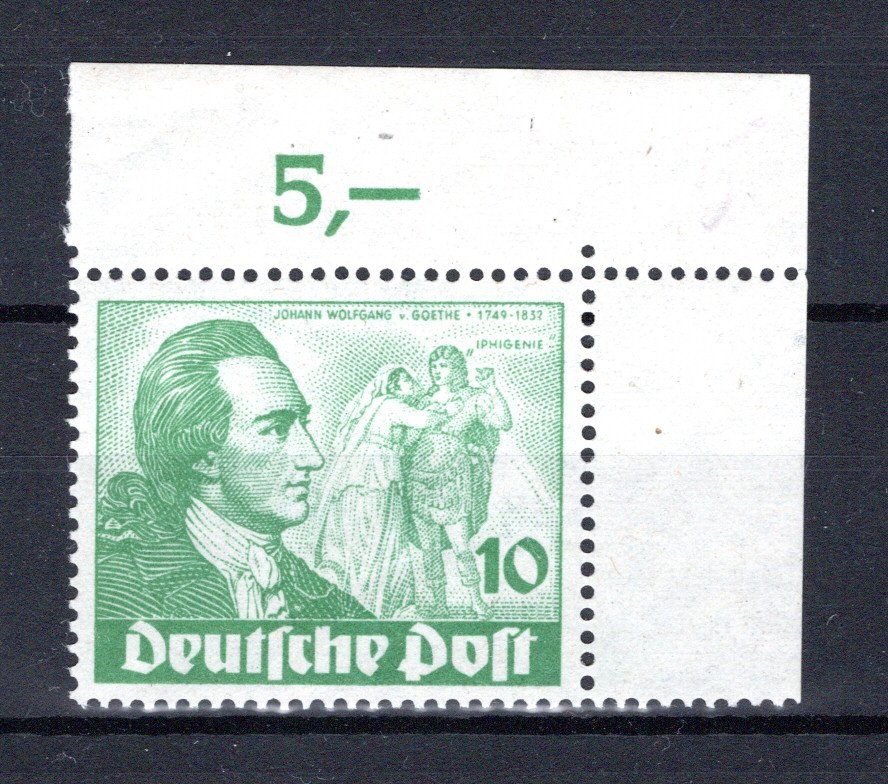 5,—
JOHANN WOLFGANG v. GOETHE • 1749-1832
„IPHIGENIE"
10
Deutsche Post